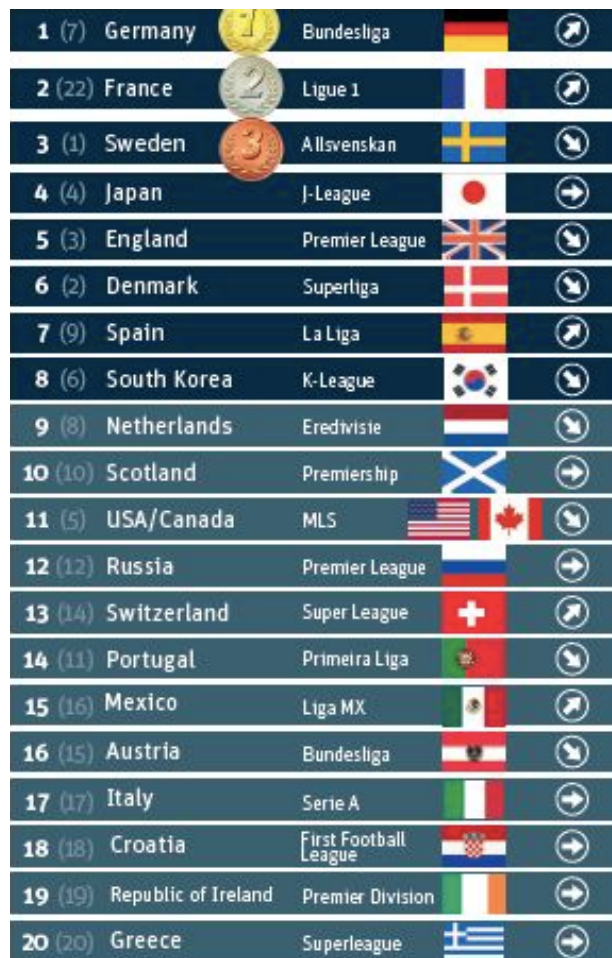 1 (7) Germany 1 Bundesliga
2 (22) France 2 Ligue 1
3 (1) Sweden 3 Allsvenskan
4 (4) Japan J-League
5 (3) England Premier League
6 (2) Denmark Superliga
7 (9) Spain La Liga
8 (6) South Korea K-League
9 (8) Netherlands Eredivisie
10 (10) Scotland Premiership
11 (5) USA/Canada MLS
12 (12) Russia Premier League
13 (14) Switzerland Super League
14 (11) Portugal Primeira Liga
15 (16) Mexico Liga MX
16 (15) Austria Bundesliga
17 (17) Italy Serie A
18 (18) Croatia First Football
League
19 (19) Republic of Ireland Premier Division
20 (20) Greece Superleague